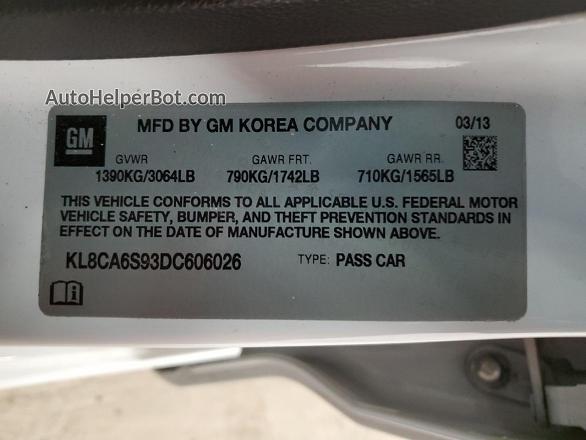 AutoHelperBot.com
GM MFD BY GM KOREA COMPANY 03/13
GVWR GAWR FRT. GAWR RR.
1390KG/3064LB 790KG/1742LB 710KG/1565LB
THIS VEHICLE CONFORMS TO ALL APPLICABLE U.S. FEDERAL MOTOR
VEHICLE SAFETY, BUMPER, AND THEFT PREVENTION STANDARDS IN
EFFECT ON THE DATE OF MANUFACTURE SHOWN ABOVE.
KL8CA6S93DC606026 TYPE: PASS CAR